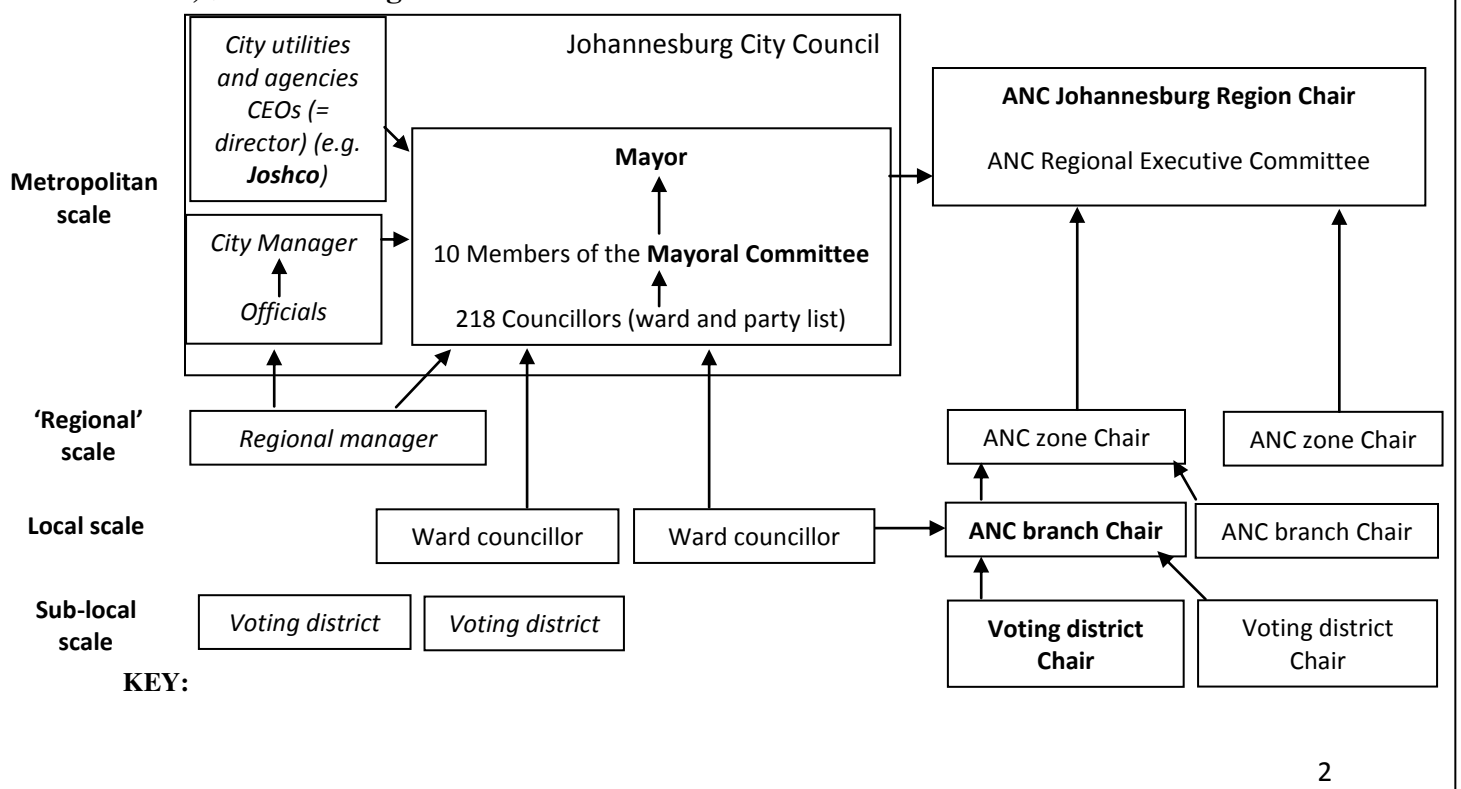 City utilities
and agencies
CEOs (=
director) (e.g.
Joshco)
Johannesburg City Council
ANC Johannesburg Region Chair
ANC Regional Executive Committee
Metropolitan
scale
Mayor
10 Members of the Mayoral Committee
218 Councillors (ward and party list)
City Manager
Officials
‘Regional’
scale
Regional manager
ANC zone Chair
ANC zone Chair
Local scale
Ward councillor
Ward councillor
ANC branch Chair
ANC branch Chair
Sub-local
scale
Voting district
Voting district
Voting district
Chair
Voting district
Chair
KEY:
2